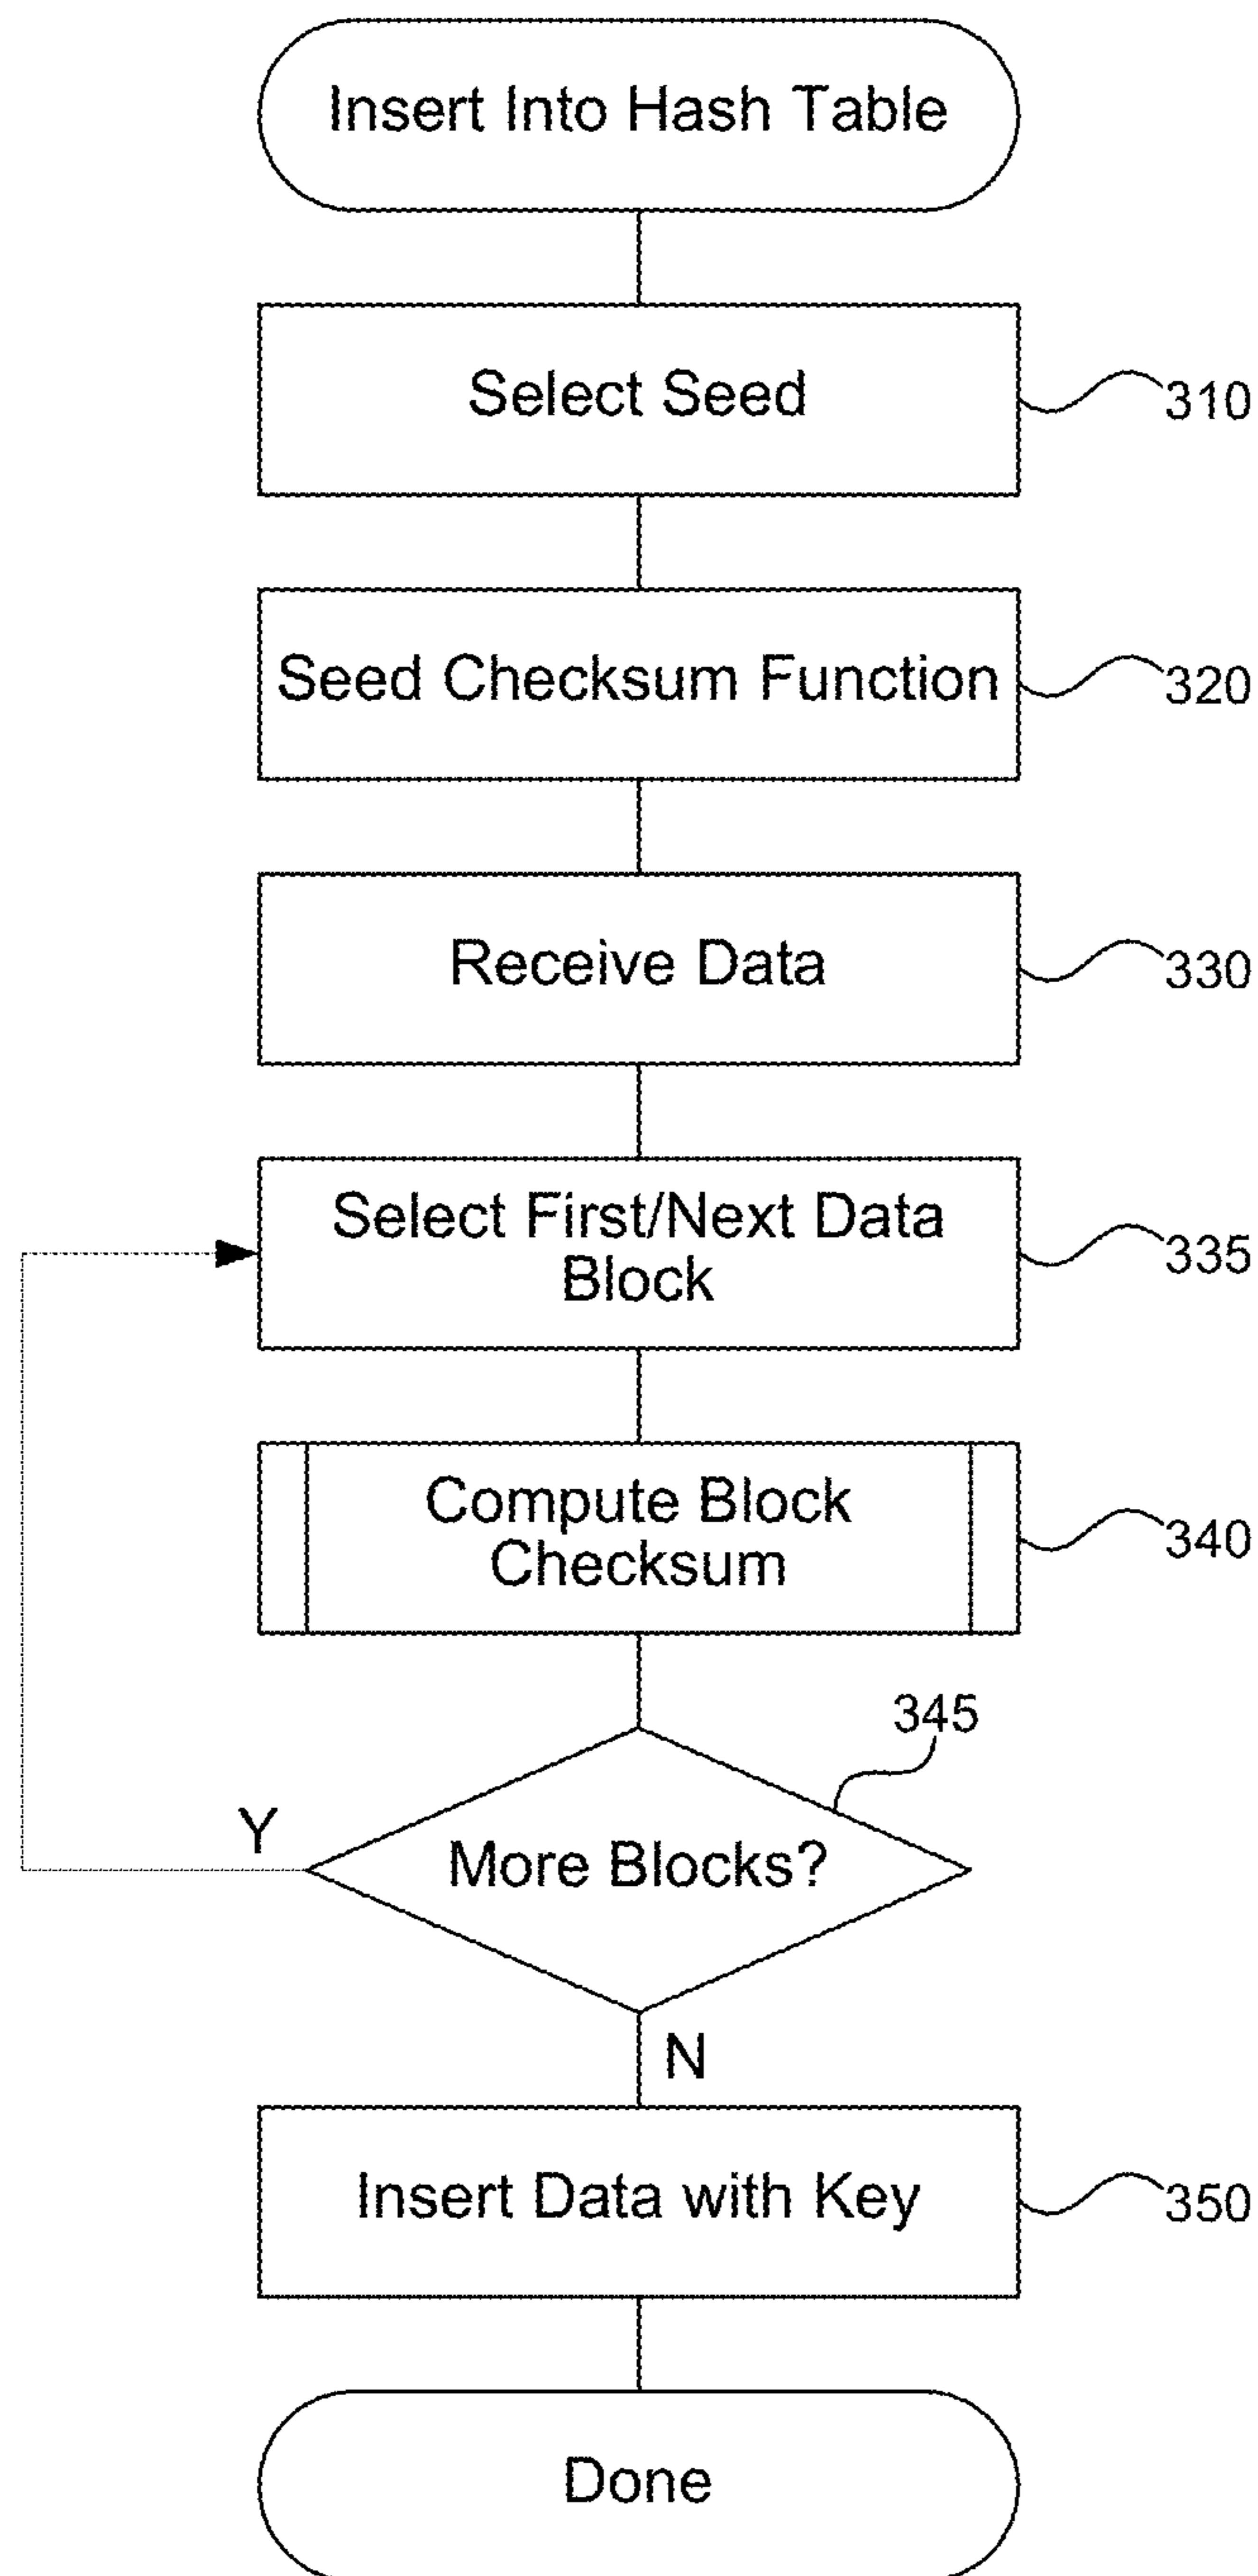 Insert Into Hash Table
Select Seed
310
Seed Checksum Function
320
Receive Data
330
Select First/Next Data
Block
335
Compute Block
Checksum
340
345
More Blocks?
Y
N
Insert Data with Key
350
Done